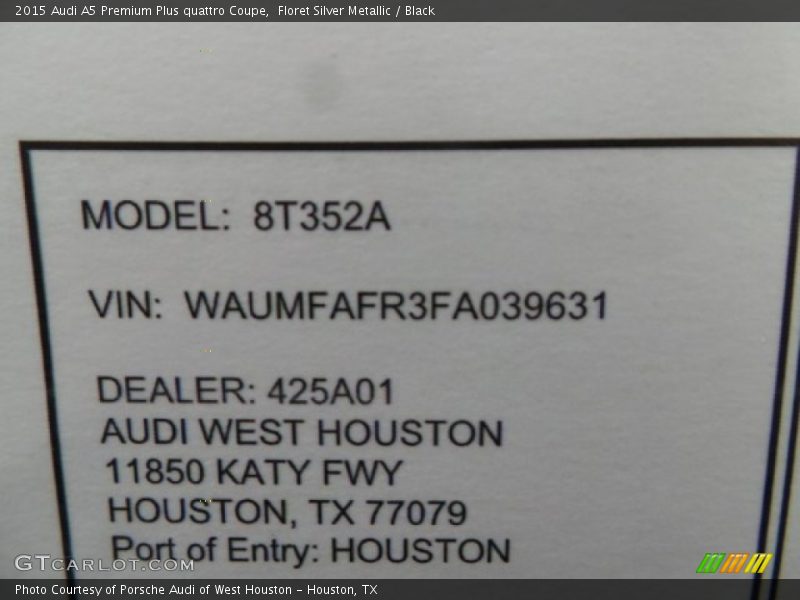 2015 Audi A5 Premium Plus quattro Coupe,  Floret Silver Metallic / Black
MODEL: 8T352A
VIN: WAUMFAFR3FA039631
DEALER: 425A01
AUDI WEST HOUSTON
11850 KATY FWY
HOUSTON, TX 77079
Port of Entry: HOUSTON
GTCARLOT.COM
Photo Courtesy of Porsche Audi of West Houston – Houston, TX